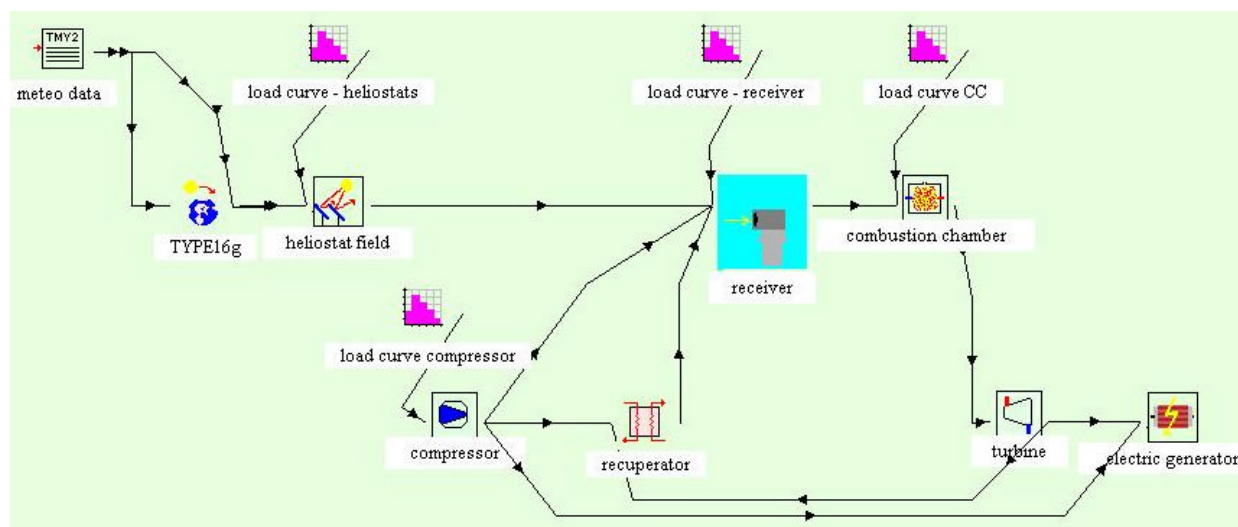 TMY2
meteo data
load curve - heliostats
load curve - receiver
load curve CC
TYPE16g
heliostat field
combustion chamber
receiver
load curve compressor
compressor
recuperator
turbine
electric generator